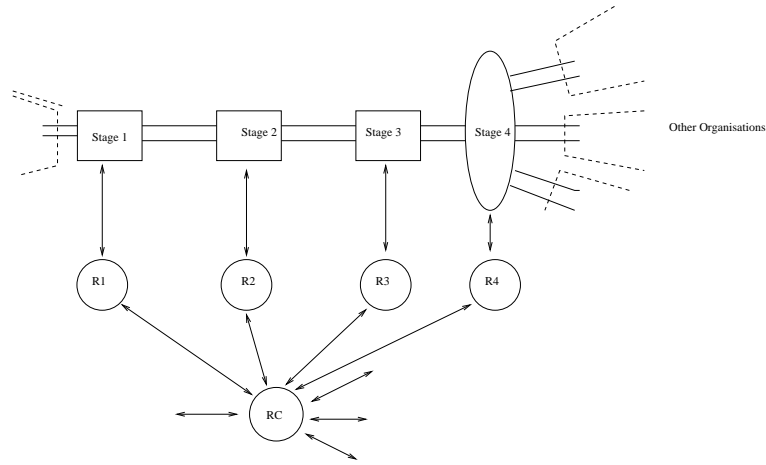 Stage 1
Stage 2
Stage 3
Stage 4
Other Organisations
R1
R2
R3
R4
RC